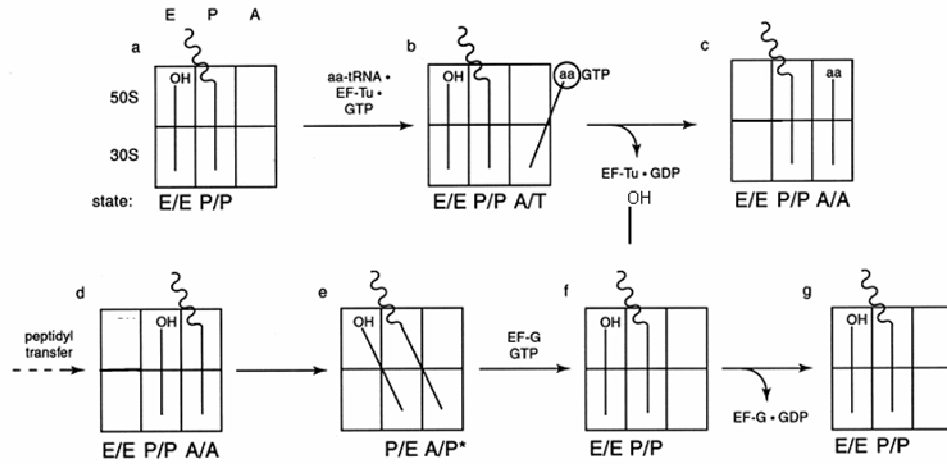 E P A
a
b
c
OH
50S
30S
aa-tRNA •
EF-Tu •
GTP
OH
aa GTP
EF-Tu • GDP
OH
aa
state: E/E P/P
E/E P/P A/T
E/E P/P A/A
d
e
f
g
peptidyl
transfer
OH
OH
EF-G
GTP
OH
EF-G • GDP
OH
E/E P/P A/A
P/E A/P*
E/E P/P
E/E P/P